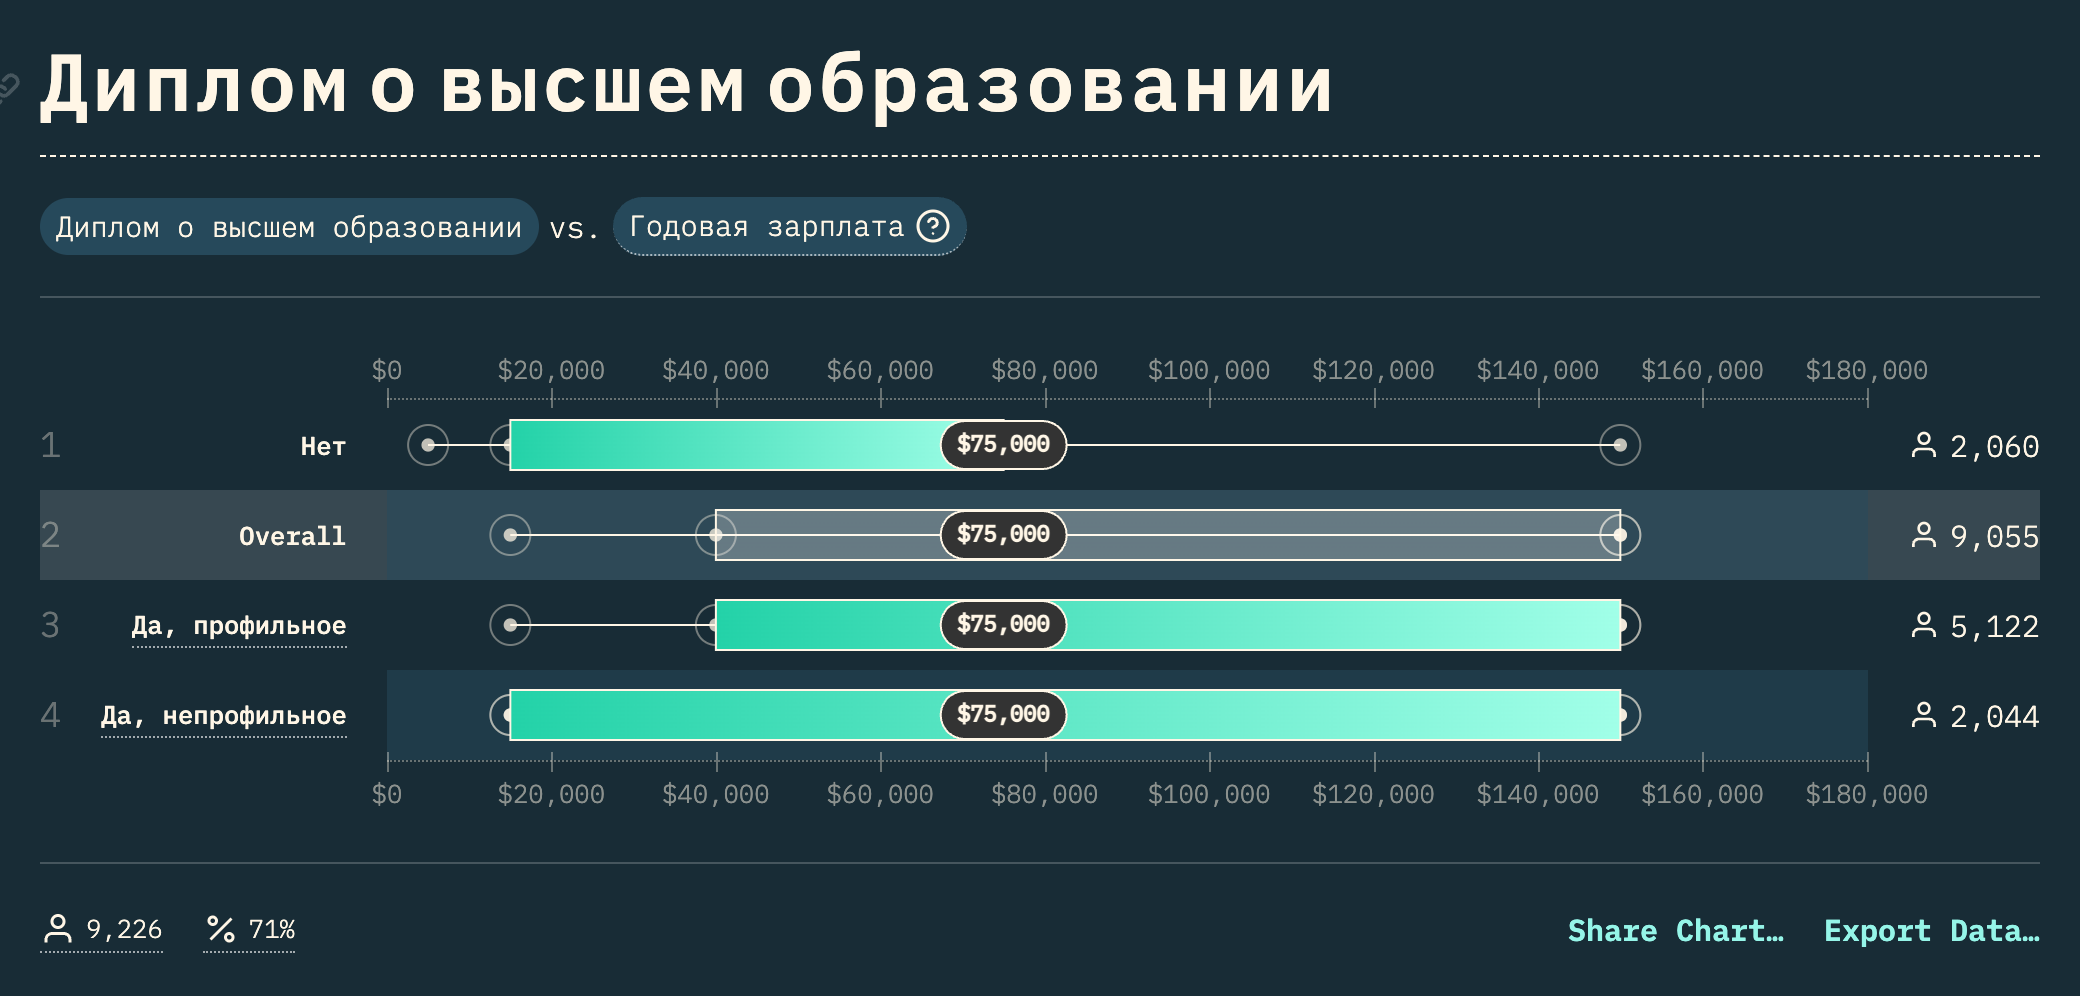 Диплом о высшем образовании
Диплом о высшем образовании vs. Годовая зарплата ?
$0 $20,000 $40,000 $60,000 $80,000 $100,000 $120,000 $140,000 $160,000 $180,000
1 Нет $75,000 2,060
2 Overall $75,000 9,055
3 Да, профильное $75,000 5,122
4 Да, непрофильное $75,000 2,044
$0 $20,000 $40,000 $60,000 $80,000 $100,000 $120,000 $140,000 $160,000 $180,000
9,226 % 71% Share Chart… Export Data…